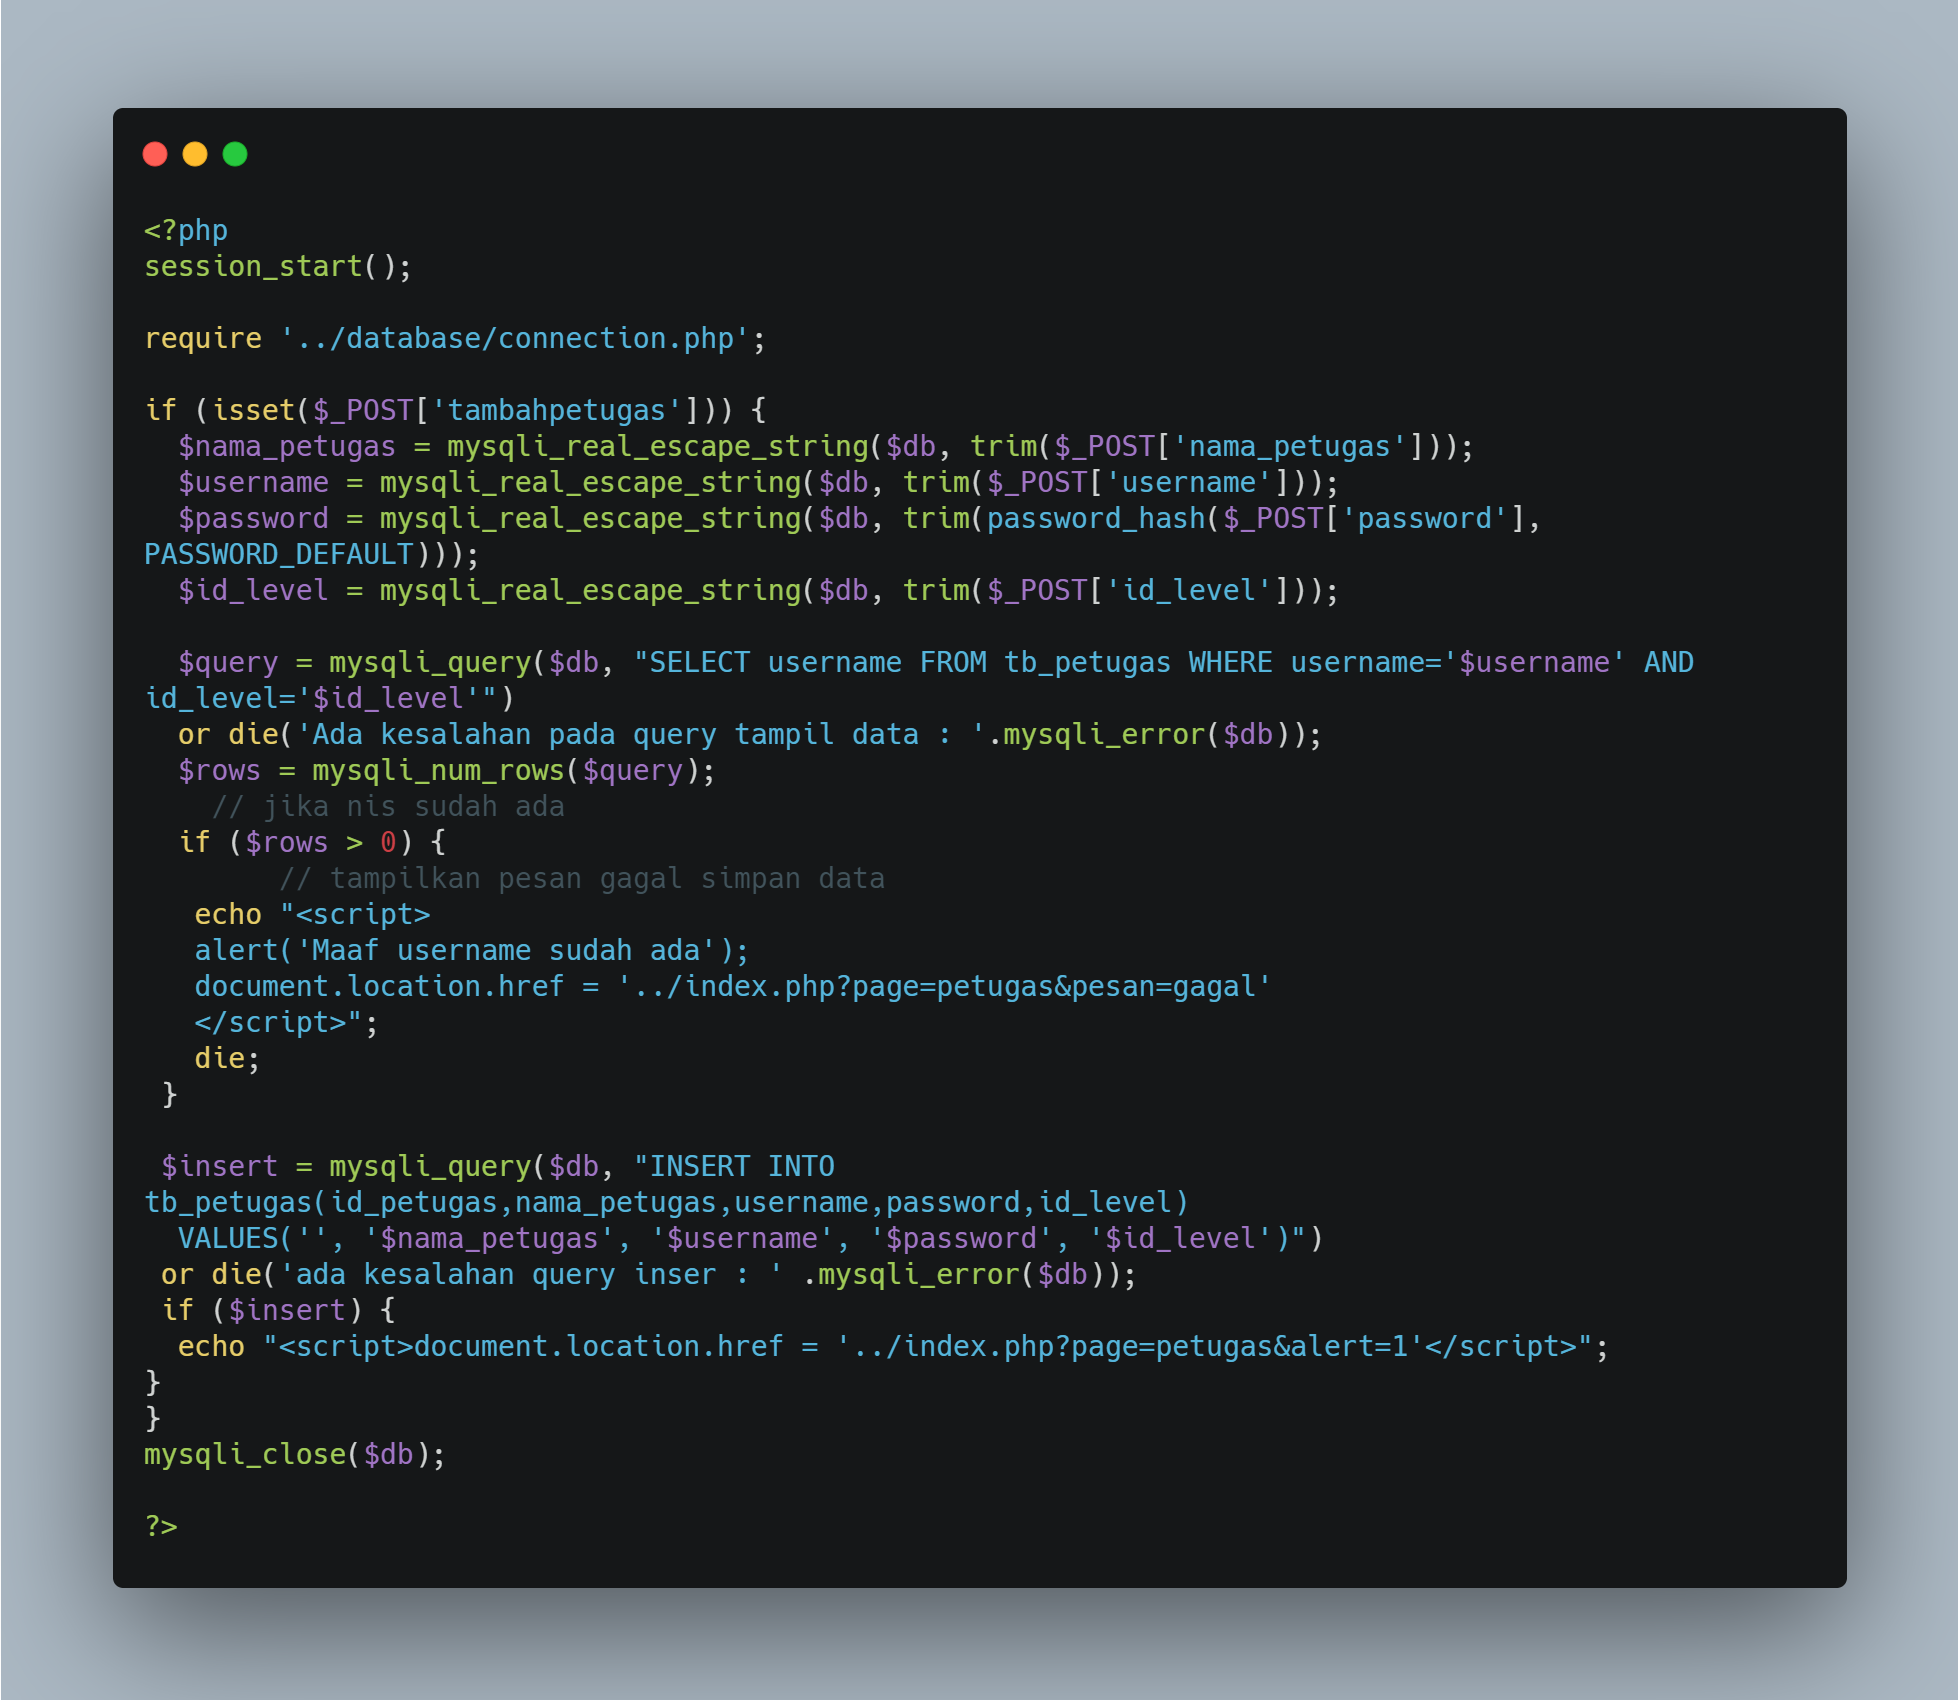 <?php
session_start();

require '../database/connection.php';

if (isset($_POST['tambahpetugas'])) {
  $nama_petugas = mysqli_real_escape_string($db, trim($_POST['nama_petugas']));
  $username = mysqli_real_escape_string($db, trim($_POST['username']));
  $password = mysqli_real_escape_string($db, trim(password_hash($_POST['password'],
PASSWORD_DEFAULT)));
  $id_level = mysqli_real_escape_string($db, trim($_POST['id_level']));

  $query = mysqli_query($db, "SELECT username FROM tb_petugas WHERE username='$username' AND
id_level='$id_level'")
  or die('Ada kesalahan pada query tampil data : '.mysqli_error($db));
  $rows = mysqli_num_rows($query);
    // jika nis sudah ada
  if ($rows > 0) {
        // tampilkan pesan gagal simpan data
   echo "<script>
   alert('Maaf username sudah ada');
   document.location.href = '../index.php?page=petugas&pesan=gagal'
   </script>";
   die;
 }

 $insert = mysqli_query($db, "INSERT INTO
tb_petugas(id_petugas,nama_petugas,username,password,id_level)
  VALUES('', '$nama_petugas', '$username', '$password', '$id_level')")
 or die('ada kesalahan query inser : ' .mysqli_error($db));
 if ($insert) {
  echo "<script>document.location.href = '../index.php?page=petugas&alert=1'</script>";
}
}
mysqli_close($db);

?>